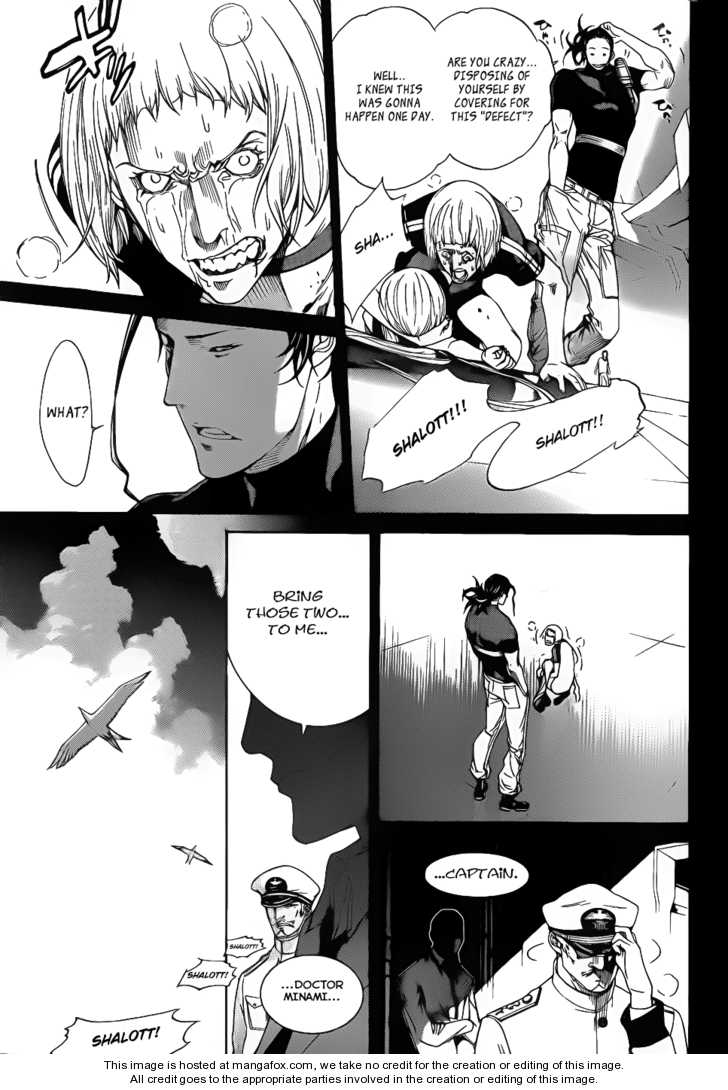 ARE YOU CRAZY...
DISPOSING OF
YOURSELF BY
COVERING FOR
THIS "DEFECT"?
WELL..
I KNEW THIS
WAS GONNA
HAPPEN ONE DAY.
SHA...
SHALOTT!!
SHALOTT!!!
WHAT?
BRING
THOSE TWO...
TO ME...
...CAPTAIN.
...DOCTOR
MINAMI...
SHALOTT!
SHALOTT!
SHALOTT!
This image is hosted at mangafox.com, we take no credit for the creation or editing of this image.
All credit goes to the appropriate parties involved in the creation or editing of this image.